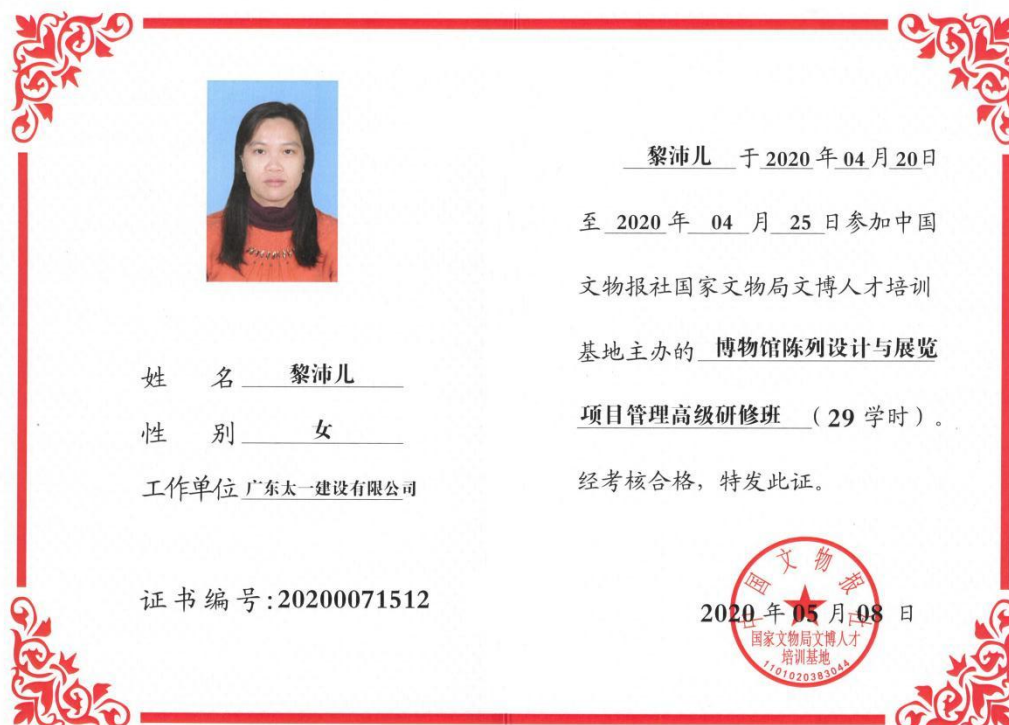 姓 名 黎沛儿
性 别 女
工作单位 广东太一建设有限公司
证书编号:20200071512
黎沛儿 于 2020 年 04 月 20 日
至 2020 年 04 月 25 日参加中国
文物报社国家文物局文博人才培训
基地主办的 博物馆陈列设计与展览
项目管理高级研修班 (29 学时)。
经考核合格,特发此证。
2020 年 05 月 08 日
中国文物报社
国家文物局文博人才
培训基地
1101020383044